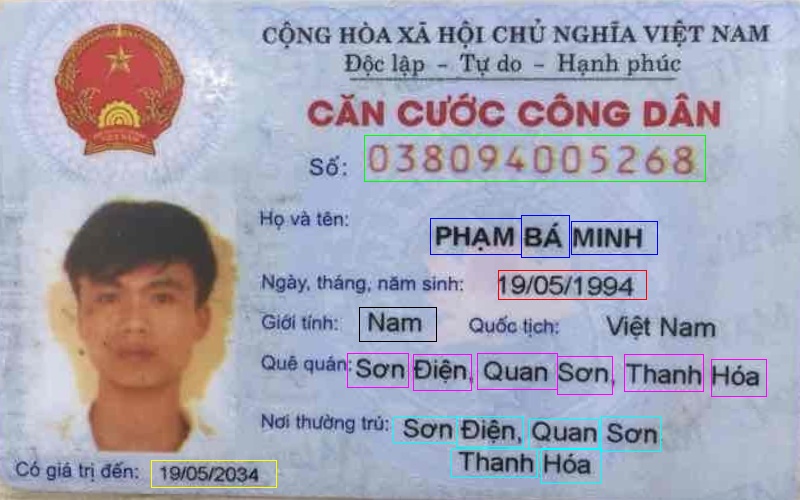 CỘNG HÒA XÃ HỘI CHỦ NGHĨA VIỆT NAM
Độc lập - Tự do - Hạnh phúc
CĂN CƯỚC CÔNG DÂN
Số: 038094005268
Họ và tên:
PHẠM BÁ MINH
Ngày, tháng, năm sinh: 19/05/1994
Giới tính: Nam Quốc tịch: Việt Nam
Quê quán: Sơn Điện, Quan Sơn, Thanh Hóa
Nơi thường trú: Sơn Điện, Quan Sơn
Thanh Hóa
Có giá trị đến: 19/05/2034